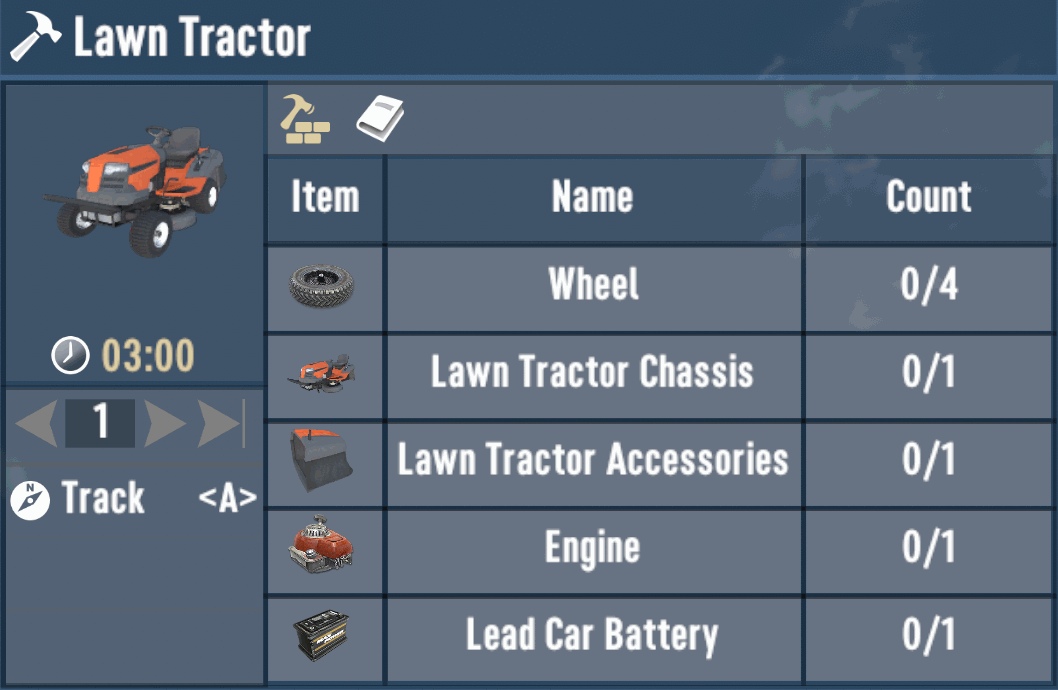 Lawn Tractor
03:00
1
Track <A>
Item Name Count
Wheel 0/4
Lawn Tractor Chassis 0/1
Lawn Tractor Accessories 0/1
Engine 0/1
Lead Car Battery 0/1